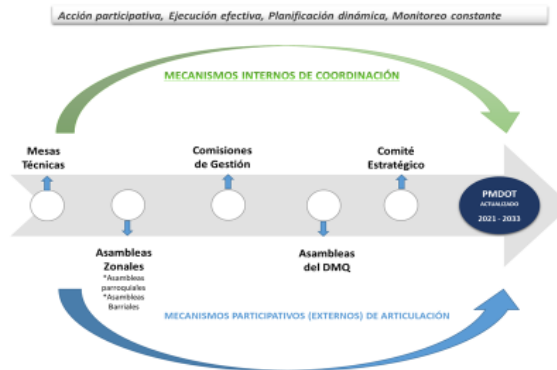 Acción participativa, Ejecución efectiva, Planificación dinámica, Monitoreo constante
MECANISMOS INTERNOS DE COORDINACIÓN
Mesas
Técnicas
Comisiones
de Gestión
Comité
Estratégico
PMDOT
ACTUALIZADO
2021 - 2033
Asambleas
Zonales
*Asambleas
parroquiales
*Asambleas
Barriales
Asambleas
del DMQ
MECANISMOS PARTICIPATIVOS (EXTERNOS) DE ARTICULACIÓN